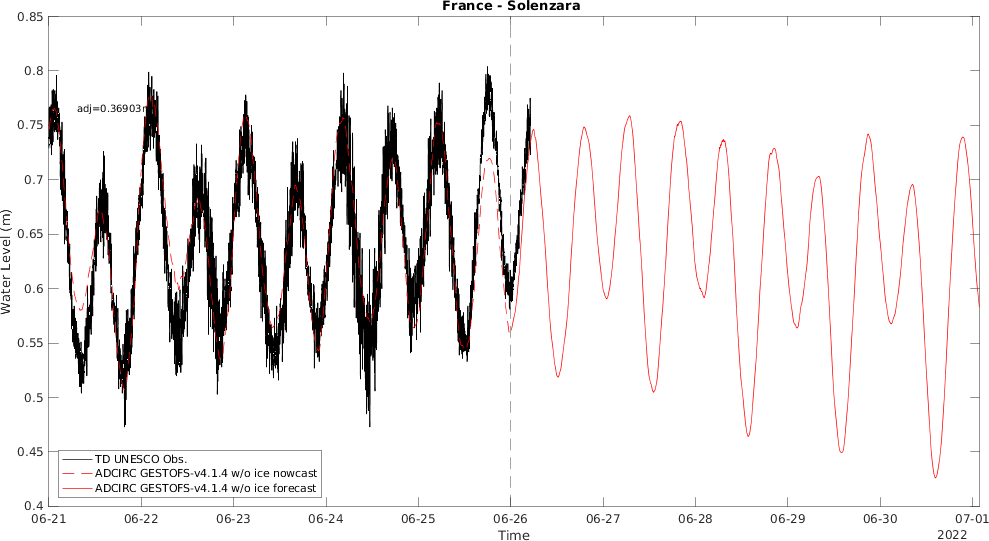 France - Solenzara
0.85
0.8
0.75
0.7
0.65
0.6
0.55
0.5
0.45
0.4
Water Level (m)
adj=0.36903m
TD UNESCO Obs.
ADCIRC GESTOFS-v4.1.4 w/o ice nowcast
ADCIRC GESTOFS-v4.1.4 w/o ice forecast
06-21 06-22 06-23 06-24 06-25 06-26 06-27 06-28 06-29 06-30 07-01
Time
2022